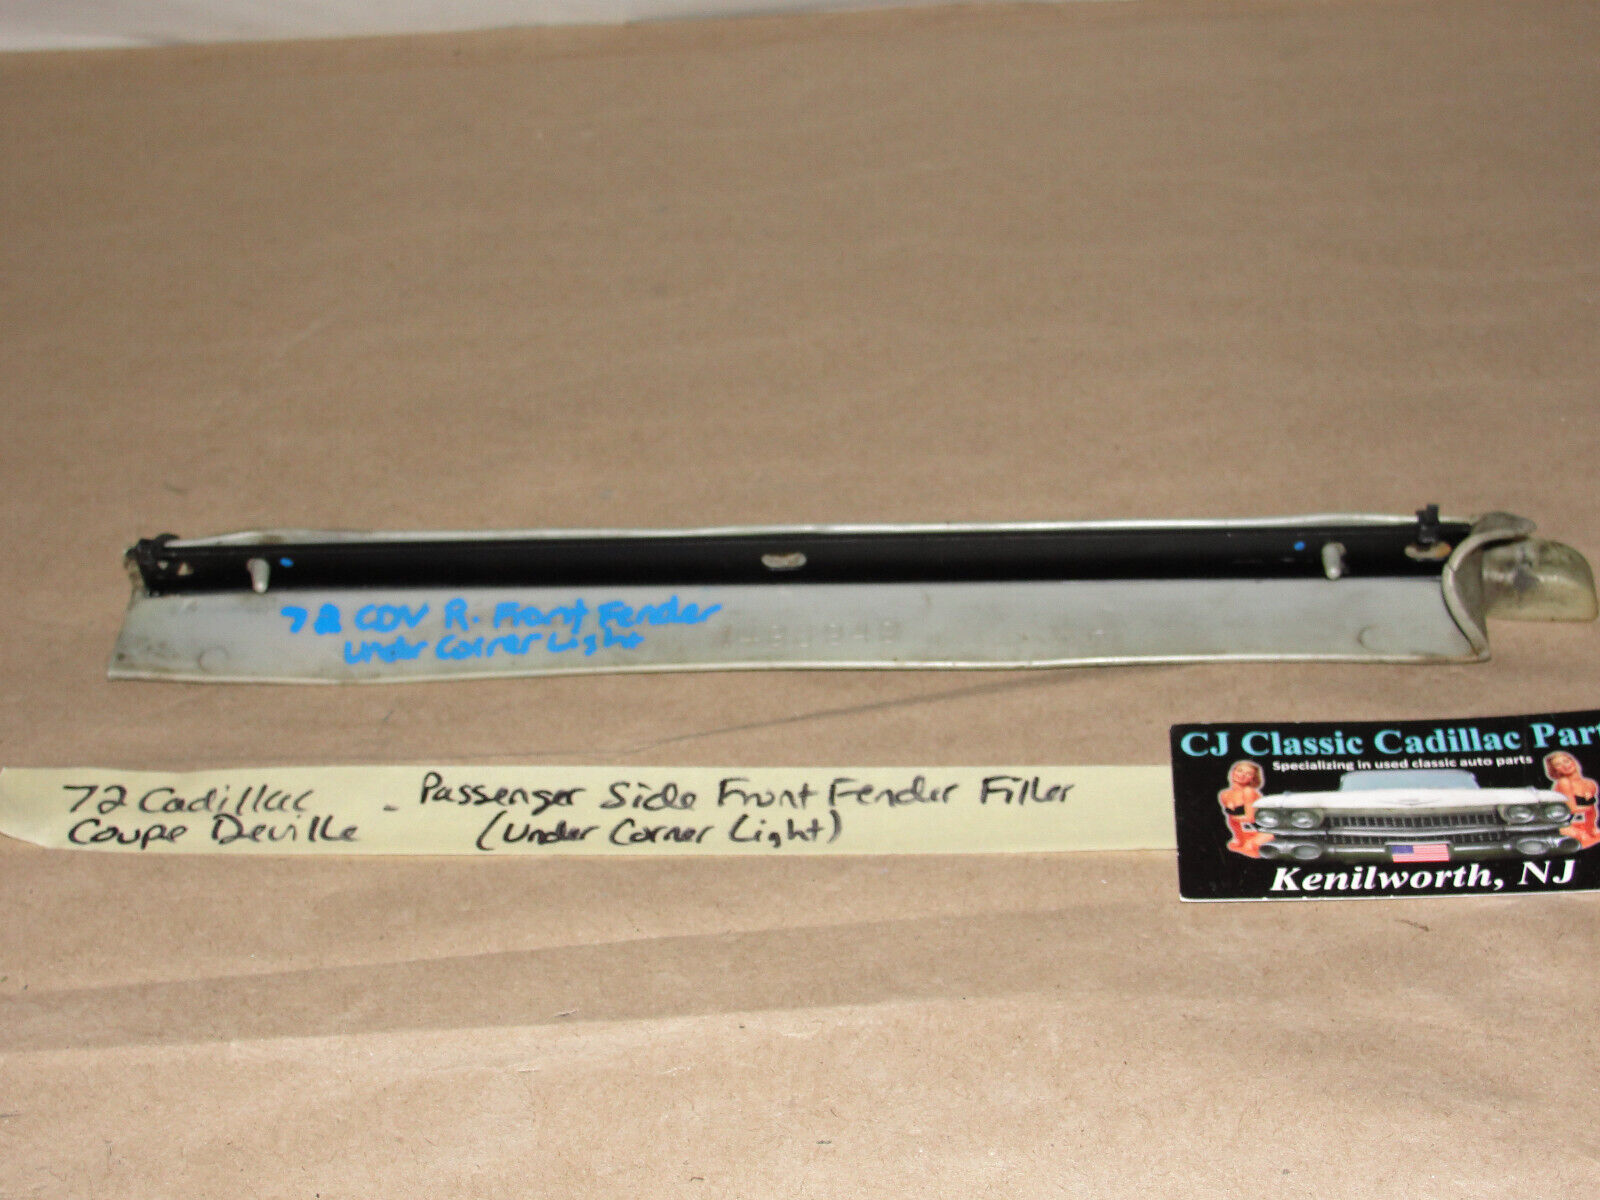 72 CDV R. Front Fender
Under Corner Light
72 Cadillac - Passenger Side Front Fender Filler
Coupe Deville (Under Corner Light)
CJ Classic Cadillac Part
Specializing in used classic auto parts
Kenilworth, NJ